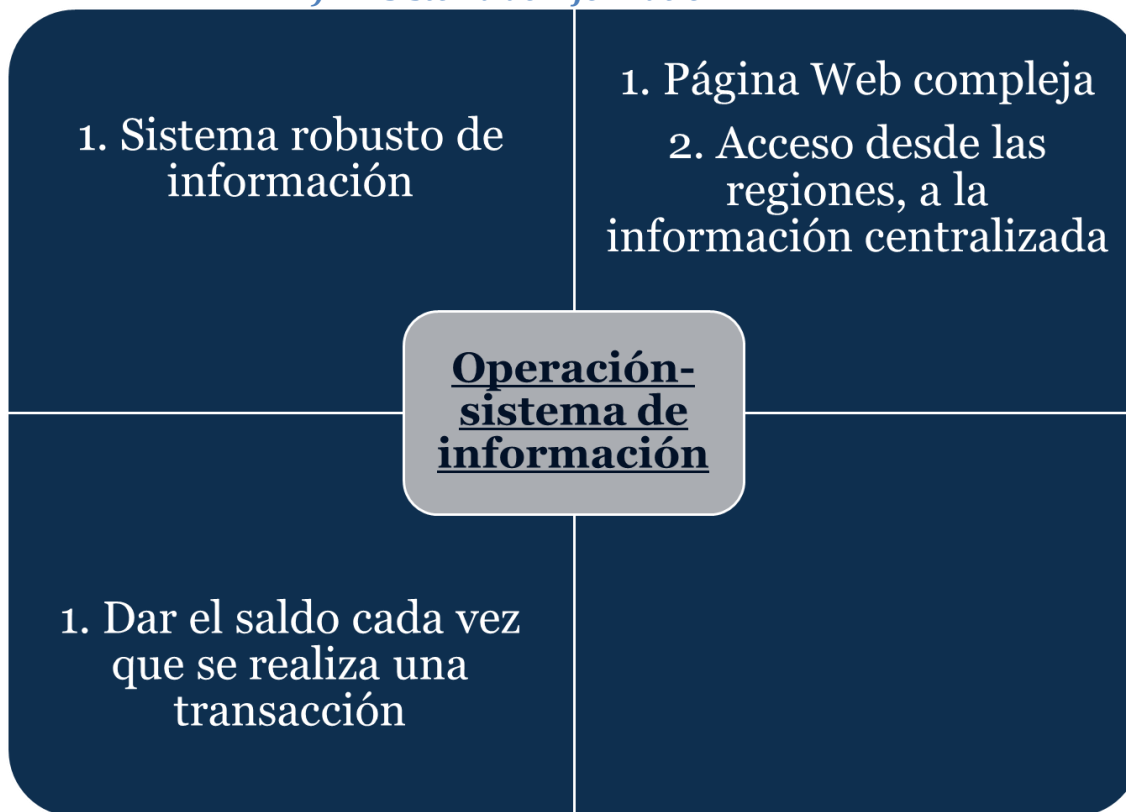 1. Sistema robusto de
información
1. Página Web compleja
2. Acceso desde las
regiones, a la
información centralizada
Operación-
sistema de
información
1. Dar el saldo cada vez
que se realiza una
transacción